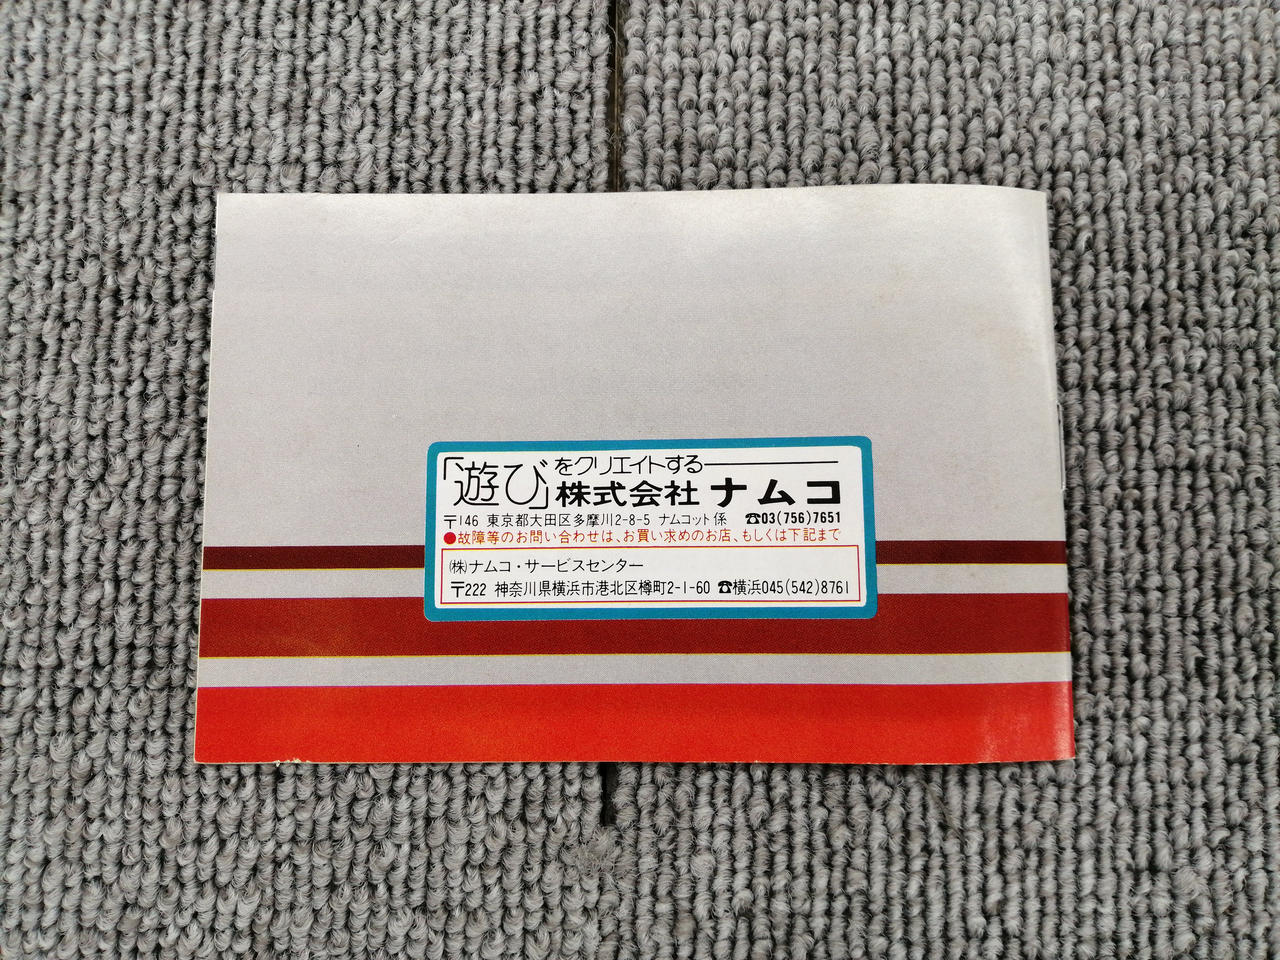 「遊び」をクリエイトする──
株式会社ナムコ
〒146 東京都大田区多摩川2-8-5 ナムコット係 ☎03(756)7651
●故障等のお問い合わせは、お買い求めのお店、もしくは下記まで
㈱ナムコ・サービスセンター
〒222 神奈川県横浜市港北区樽町2-1-60 ☎横浜045(542)8761